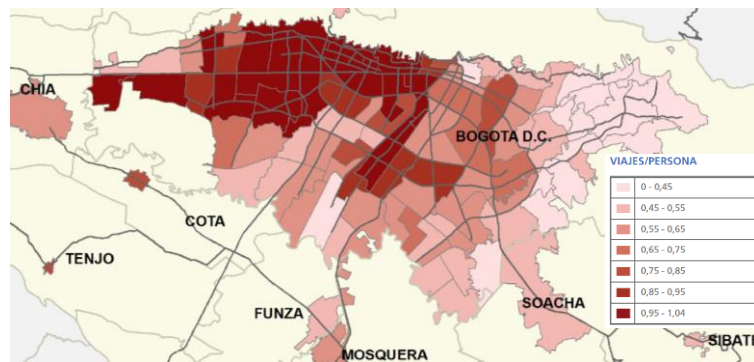 CHIA
BOGOTA D.C.
VIAJES/PERSONA
0 - 0,45
0,45 - 0,55
0,55 - 0,65
0,65 - 0,75
0,75 - 0,85
0,85 - 0,95
0,95 - 1,04
COTA
TENJO
FUNZA
SOACHA
MOSQUERA
SIBATE